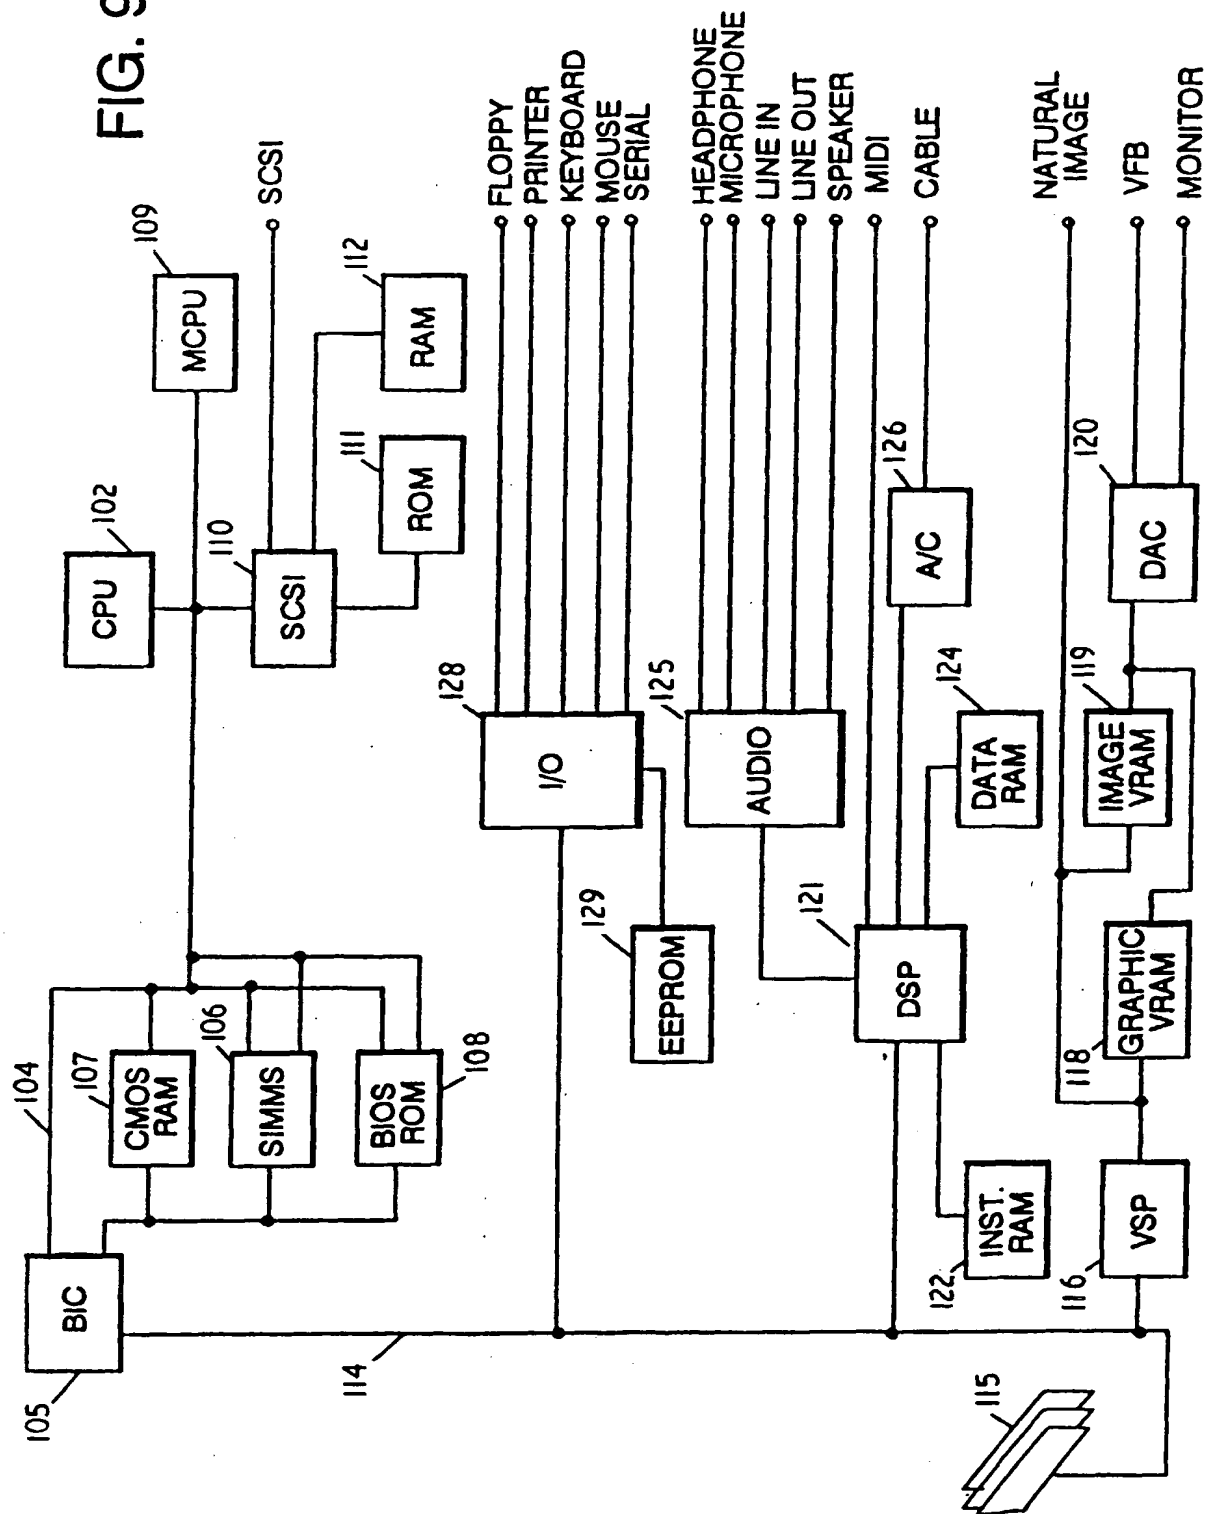 FIG. 9
CPU
102
MCPU
109
SCSI
110
SCSI
ROM
111
RAM
112
BIC
105
104
CMOS
RAM
107
SIMMS
106
BIOS
ROM
108
114
I/O
128
FLOPPY
PRINTER
KEYBOARD
MOUSE
SERIAL
EEPROM
129
AUDIO
125
HEADPHONE
MICROPHONE
LINE IN
LINE OUT
SPEAKER
MIDI
DSP
121
A/C
126
CABLE
DATA
RAM
124
INST.
RAM
122
NATURAL
IMAGE
VSP
116
GRAPHIC
VRAM
118
IMAGE
VRAM
119
DAC
120
VFB
MONITOR
115